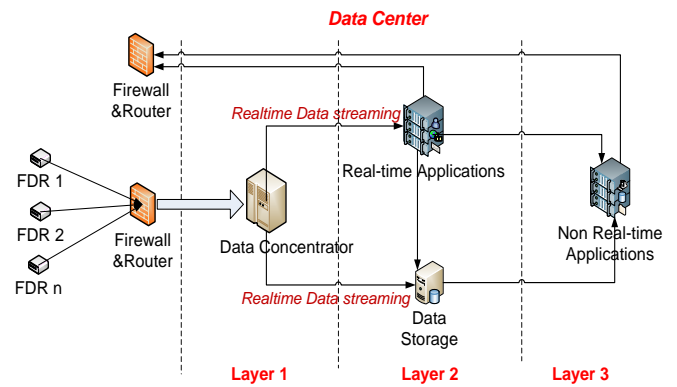 Data Center
Firewall
&Router
Realtime Data streaming
Real-time Applications
FDR 1
FDR 2
FDR n
Firewall
&Router
Data Concentrator
Non Real-time
Applications
Realtime Data streaming
Data
Storage
Layer 1
Layer 2
Layer 3